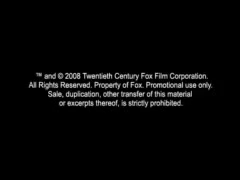 ™ and © 2008 Twentieth Century Fox Film Corporation.
All Rights Reserved. Property of Fox. Promotional use only.
Sale, duplication, other transfer of this material
or excerpts thereof, is strictly prohibited.